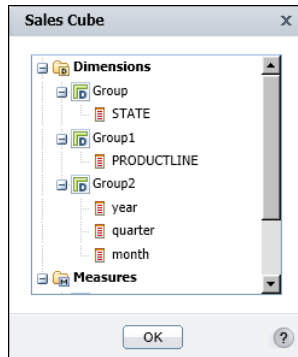 Sales Cube x
Dimensions
Group
STATE
Group1
PRODUCTLINE
Group2
year
quarter
month
Measures
OK ?